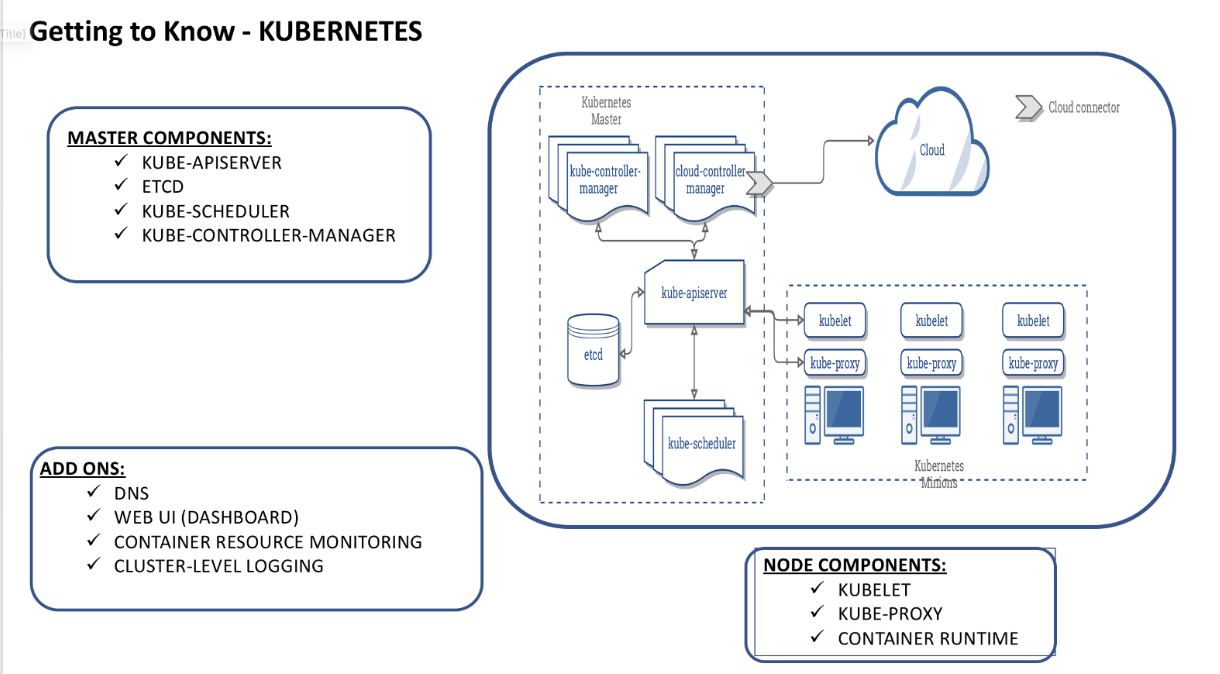 Title]
Getting to Know - KUBERNETES
MASTER COMPONENTS:
✓ KUBE-APISERVER
✓ ETCD
✓ KUBE-SCHEDULER
✓ KUBE-CONTROLLER-MANAGER
ADD ONS:
✓ DNS
✓ WEB UI (DASHBOARD)
✓ CONTAINER RESOURCE MONITORING
✓ CLUSTER-LEVEL LOGGING
Kubernetes
Master
kube-controller-
manager
cloud-controller
manager
Cloud
Cloud connector
kube-apiserver
etcd
kube-scheduler
kubelet
kubelet
kubelet
kube-proxy
kube-proxy
kube-proxy
Kubernetes
Minions
NODE COMPONENTS:
✓ KUBELET
✓ KUBE-PROXY
✓ CONTAINER RUNTIME